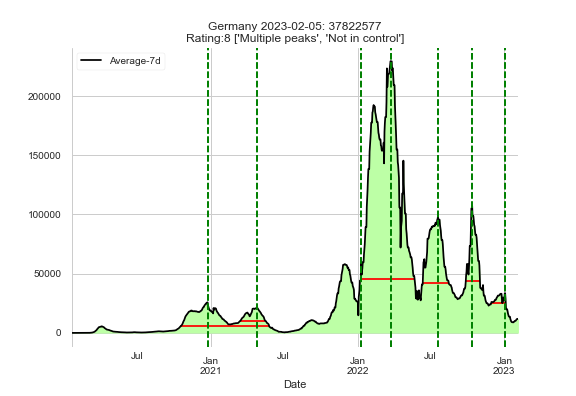 Germany 2023-02-05: 37822577
Rating:8 ['Multiple peaks', 'Not in control']
Average-7d
200000
150000
100000
50000
0
Jul
Jan
2021
Jul
Jan
2022
Jul
Jan
2023
Date